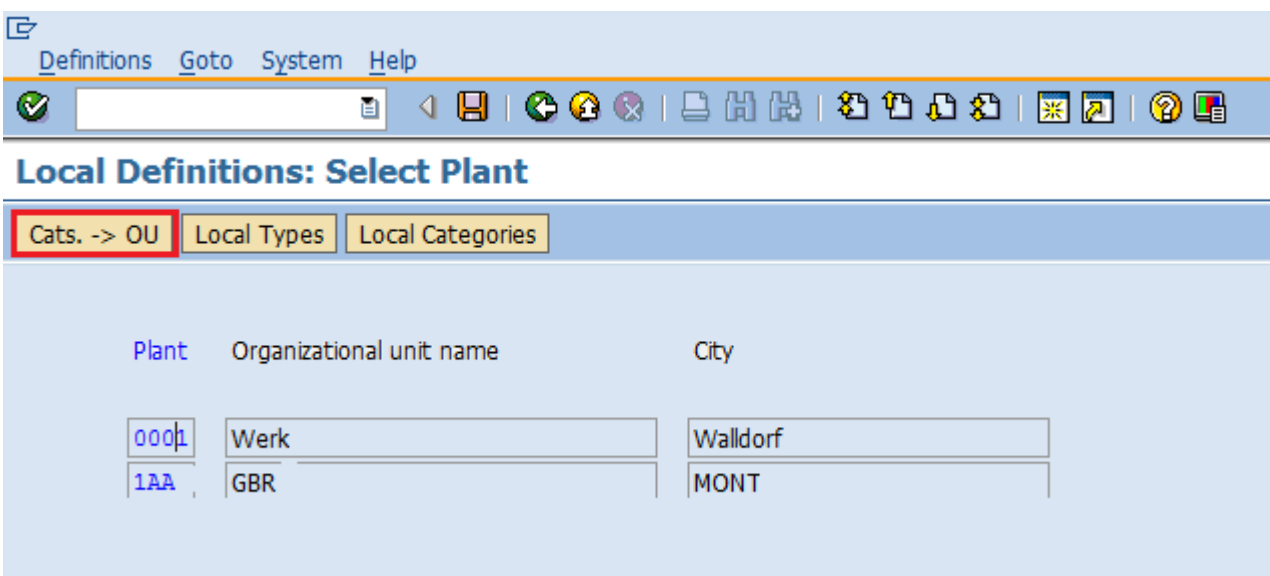 Definitions Goto System Help
Local Definitions: Select Plant
Cats. -> OU Local Types Local Categories
Plant Organizational unit name City
0001 Werk Walldorf
1AA GBR MONT